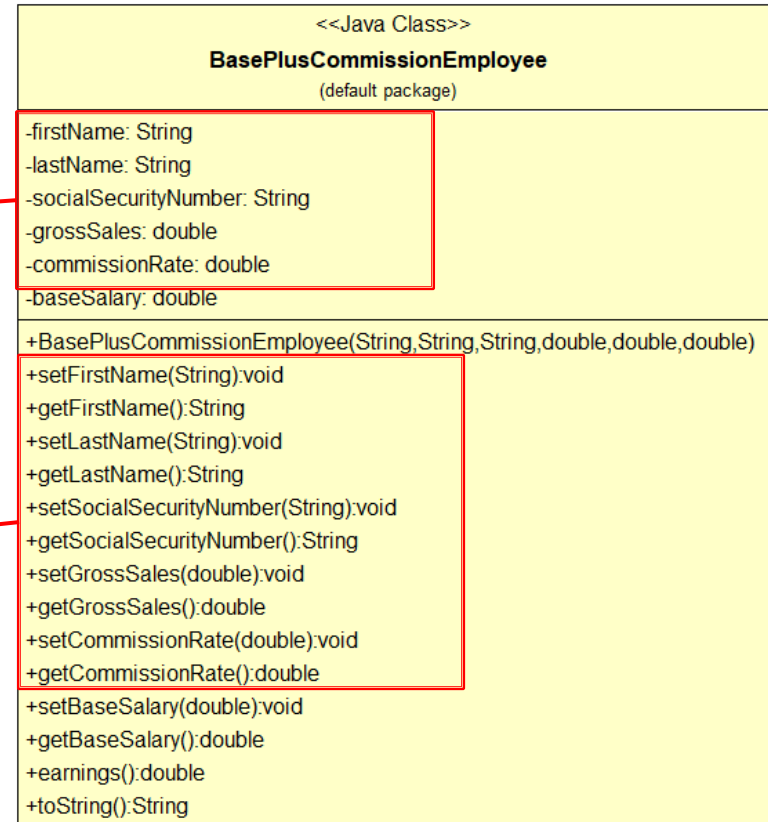 <<Java Class>>
BasePlusCommissionEmployee
(default package)
-firstName: String
-lastName: String
-socialSecurityNumber: String
-grossSales: double
-commissionRate: double
-baseSalary: double
+BasePlusCommissionEmployee(String,String,String,double,double,double)
+setFirstName(String):void
+getFirstName():String
+setLastName(String):void
+getLastName():String
+setSocialSecurityNumber(String):void
+getSocialSecurityNumber():String
+setGrossSales(double):void
+getGrossSales():double
+setCommissionRate(double):void
+getCommissionRate():double
+setBaseSalary(double):void
+getBaseSalary():double
+earnings():double
+toString():String